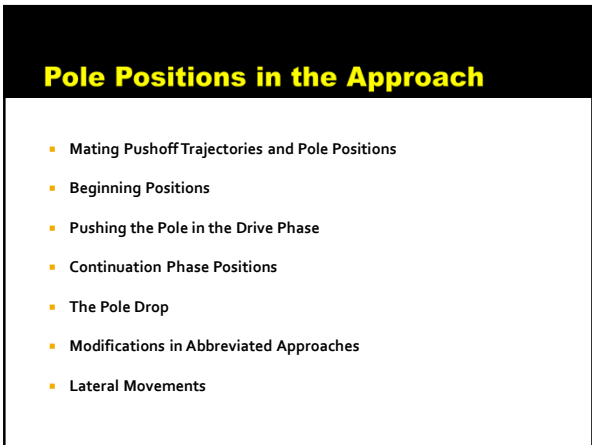 Pole Positions in the Approach
Mating Pushoff Trajectories and Pole Positions
Beginning Positions
Pushing the Pole in the Drive Phase
Continuation Phase Positions
The Pole Drop
Modifications in Abbreviated Approaches
Lateral Movements